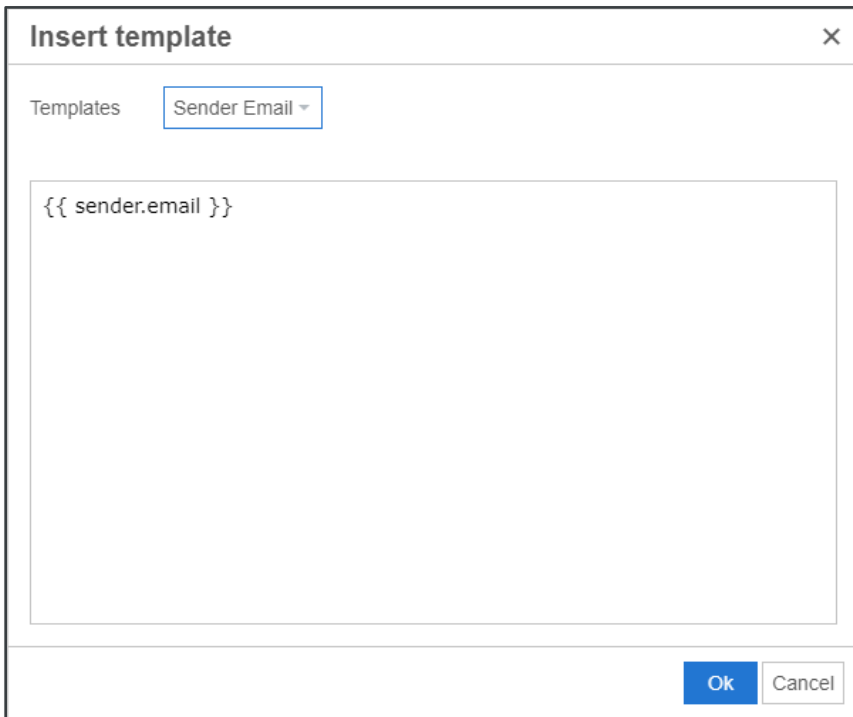 Insert template
Templates Sender Email
{{ sender.email }}
Ok Cancel